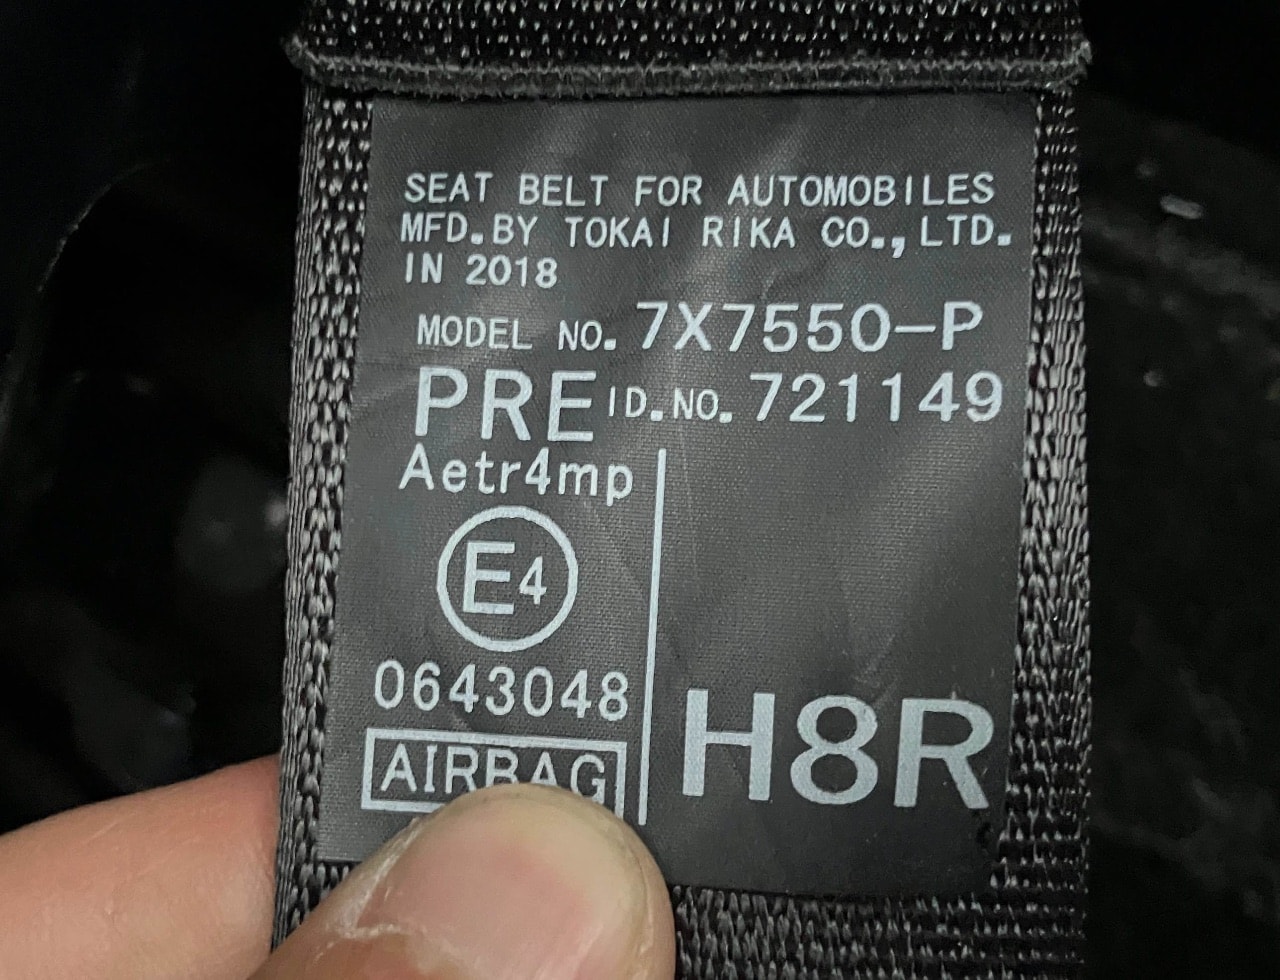 SEAT BELT FOR AUTOMOBILES
MFD.BY TOKAI RIKA CO.,LTD.
IN 2018
MODEL NO. 7X7550-P
PRE ID.NO. 721149
Aetr4mp
E4
0643048
AIRBAG
H8R